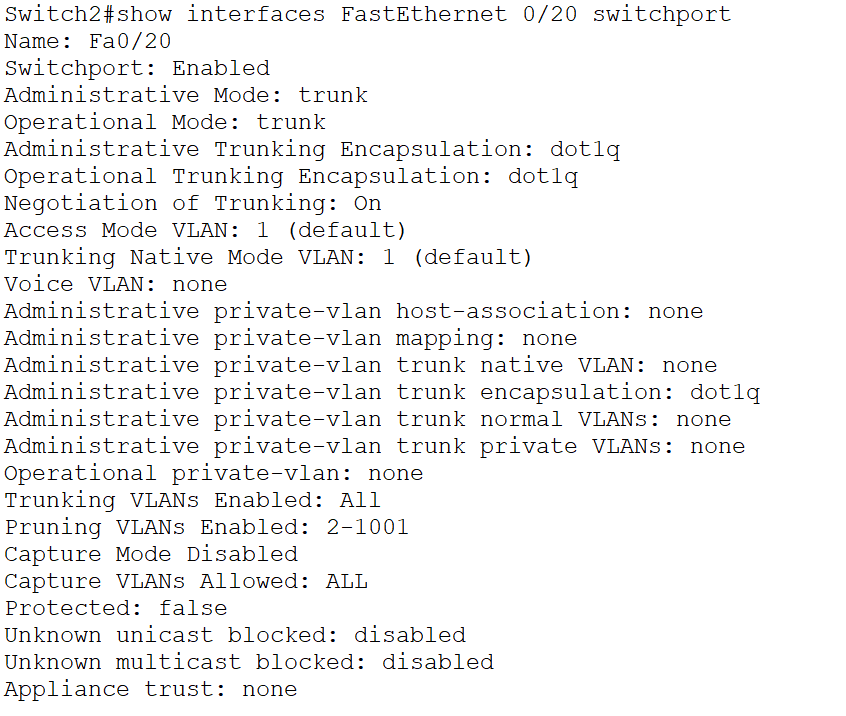 Switch2#show interfaces FastEthernet 0/20 switchport
Name: Fa0/20
Switchport: Enabled
Administrative Mode: trunk
Operational Mode: trunk
Administrative Trunking Encapsulation: dot1q
Operational Trunking Encapsulation: dot1q
Negotiation of Trunking: On
Access Mode VLAN: 1 (default)
Trunking Native Mode VLAN: 1 (default)
Voice VLAN: none
Administrative private-vlan host-association: none
Administrative private-vlan mapping: none
Administrative private-vlan trunk native VLAN: none
Administrative private-vlan trunk encapsulation: dot1q
Administrative private-vlan trunk normal VLANs: none
Administrative private-vlan trunk private VLANs: none
Operational private-vlan: none
Trunking VLANs Enabled: All
Pruning VLANs Enabled: 2-1001
Capture Mode Disabled
Capture VLANs Allowed: ALL
Protected: false
Unknown unicast blocked: disabled
Unknown multicast blocked: disabled
Appliance trust: none